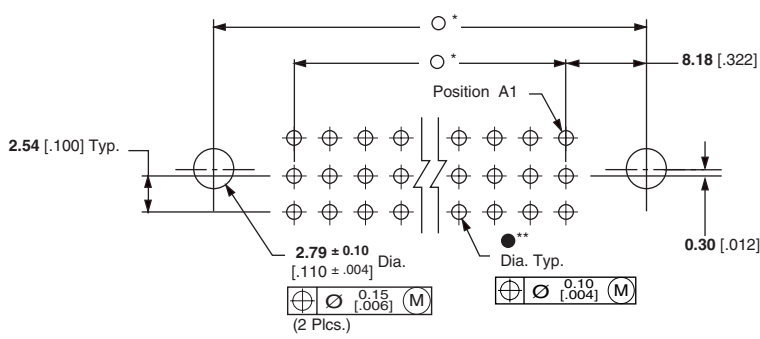 *
*
8.18 [.322]
Position A1
2.54 [.100] Typ.
2.79 ± 0.10
[.110 ± .004] Dia.
**
Dia. Typ.
0.30 [.012]
Ø 0.15 [.006] M
(2 Plcs.)
Ø 0.10 [.004] M